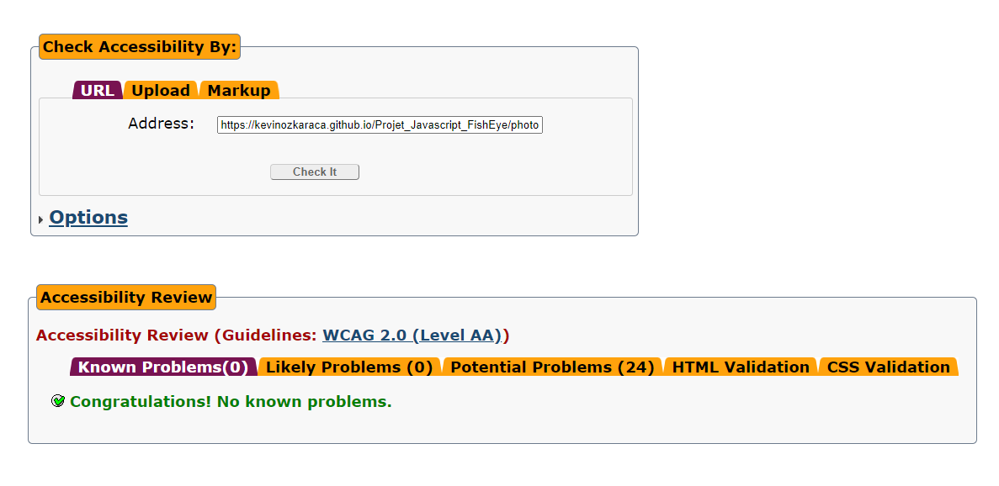 Check Accessibility By:
URL Upload Markup
Address: https://kevinozkaraca.github.io/Projet_Javascript_FishEye/photo
Check It
Options
Accessibility Review
Accessibility Review (Guidelines: WCAG 2.0 (Level AA))
Known Problems(0) Likely Problems (0) Potential Problems (24) HTML Validation CSS Validation
Congratulations! No known problems.